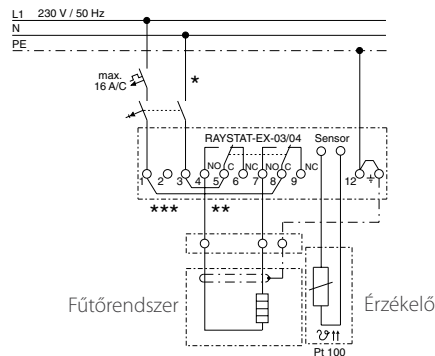 L1 230 V / 50 Hz
N
PE
max.
16 A/C
*
RAYSTAT-EX-03/04 Sensor
NO C NC NO C NC
1 2 3 4 5 6 7 8 9 12
*** **
Fűtőrendszer
Érzékelő
ϑ ↑↑
Pt 100